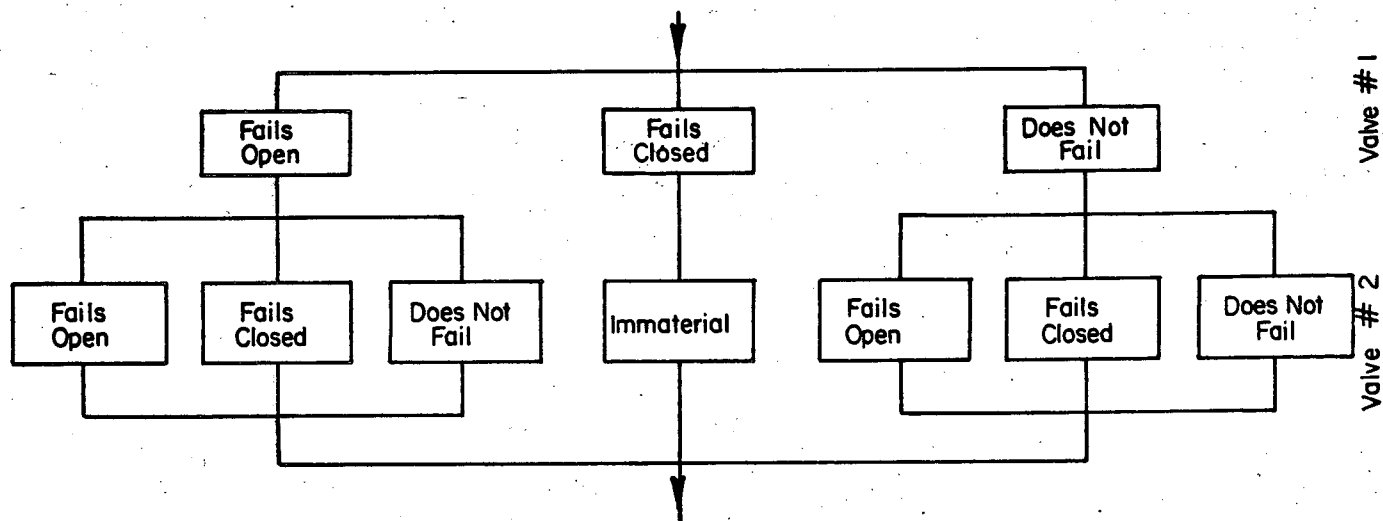 Fails
Open
Fails
Closed
Does Not
Fail
Valve # 1
Fails
Open
Fails
Closed
Does Not
Fail
Immaterial
Fails
Open
Fails
Closed
Does Not
Fail
Valve # 2